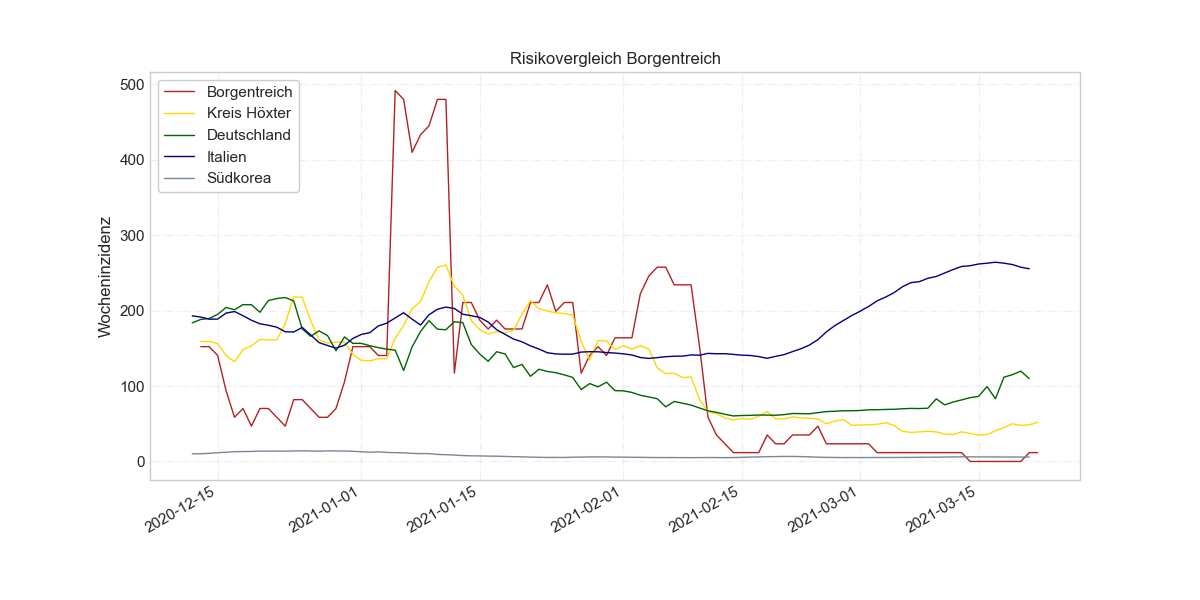 Risikovergleich Borgentreich
Wocheninzidenz
500
400
300
200
100
0
Borgentreich
Kreis Höxter
Deutschland
Italien
Südkorea
2020-12-15
2021-01-01
2021-01-15
2021-02-01
2021-02-15
2021-03-01
2021-03-15